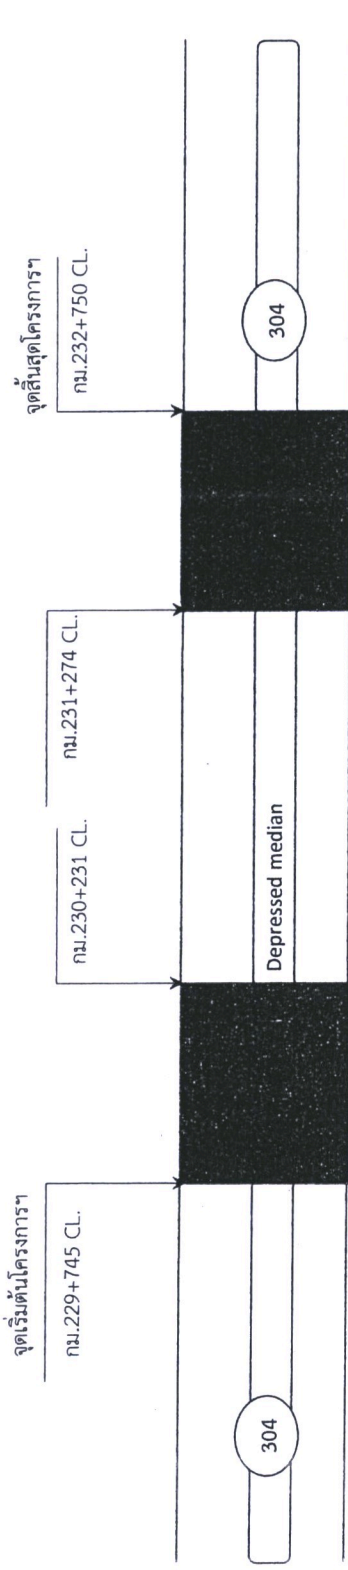 จุดเริ่มต้นโครงการฯ
กม.229+745 CL.
กม.230+231 CL.
กม.231+274 CL.
จุดสิ้นสุดโครงการฯ
กม.232+750 CL.
304
Depressed median
304